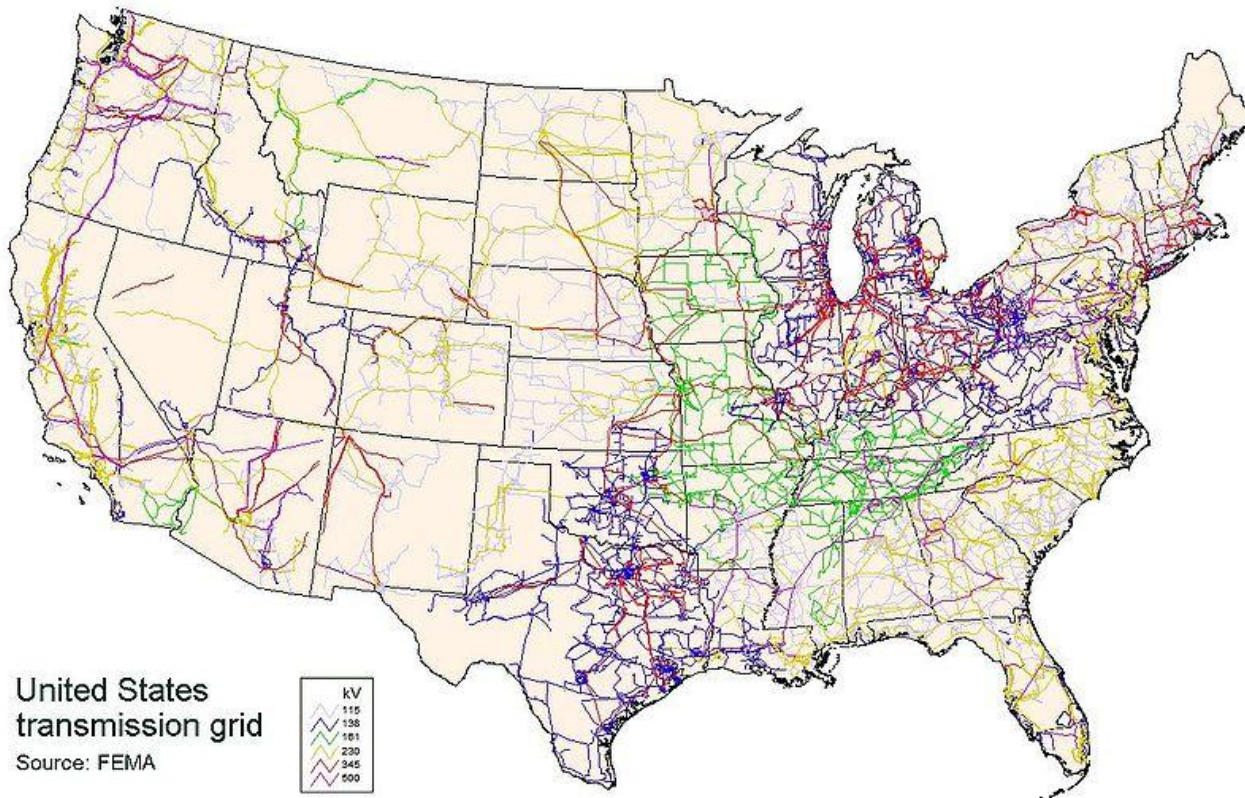 United States
transmission grid
Source: FEMA
kV
115
138
161
230
345
500